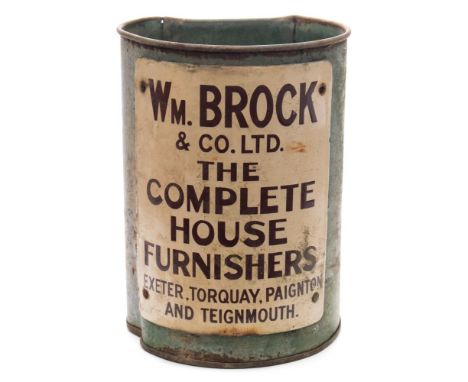 WM. BROCK
& CO. LTD.
THE
COMPLETE
HOUSE
FURNISHERS
EXETER, TORQUAY, PAIGNTON
AND TEIGNMOUTH.